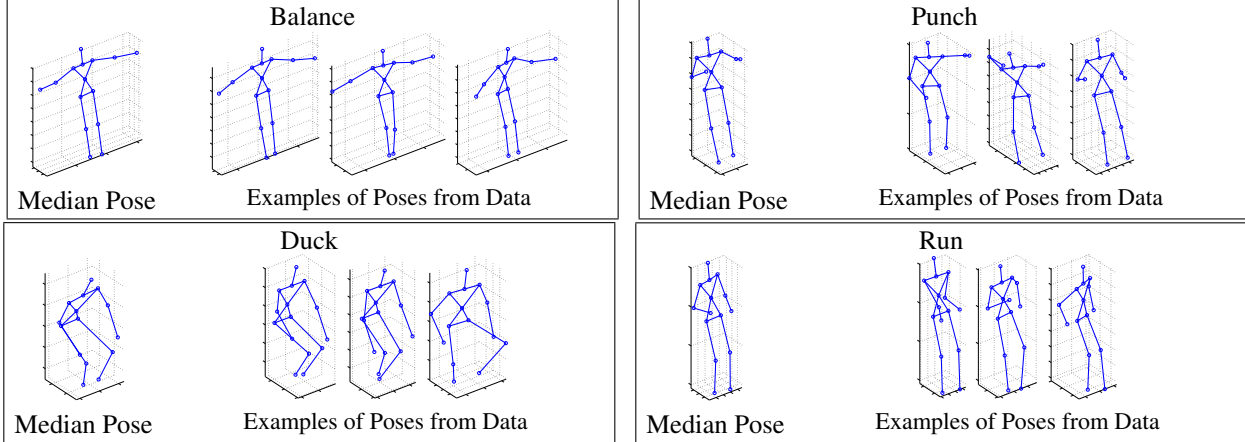 Balance
Median Pose
Examples of Poses from Data
Punch
Median Pose
Examples of Poses from Data
Duck
Median Pose
Examples of Poses from Data
Run
Median Pose
Examples of Poses from Data